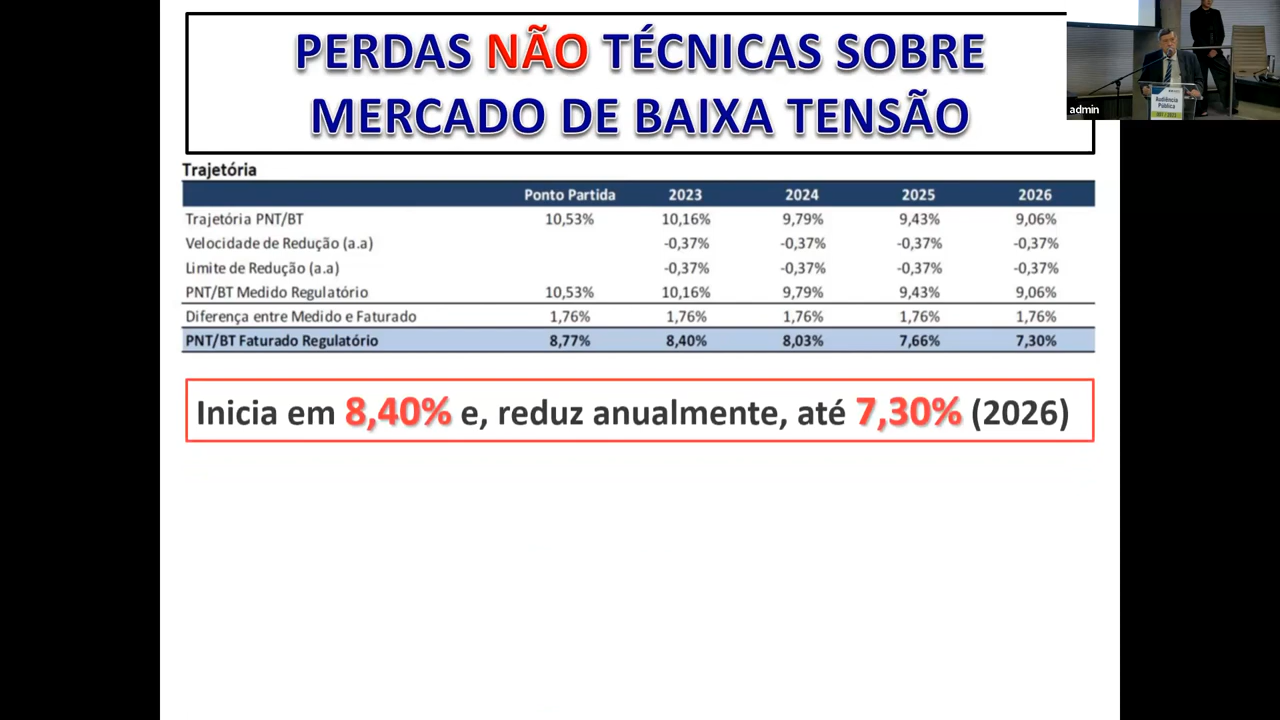 PERDAS NÃO TÉCNICAS SOBRE
MERCADO DE BAIXA TENSÃO
admin
Audiência
Pública
Trajetória
Ponto Partida 2023 2024 2025 2026
Trajetória PNT/BT 10,53% 10,16% 9,79% 9,43% 9,06%
Velocidade de Redução (a.a) -0,37% -0,37% -0,37% -0,37%
Limite de Redução (a.a) -0,37% -0,37% -0,37% -0,37%
PNT/BT Medido Regulatório 10,53% 10,16% 9,79% 9,43% 9,06%
Diferença entre Medido e Faturado 1,76% 1,76% 1,76% 1,76% 1,76%
PNT/BT Faturado Regulatório 8,77% 8,40% 8,03% 7,66% 7,30%
Inicia em 8,40% e, reduz anualmente, até 7,30% (2026)